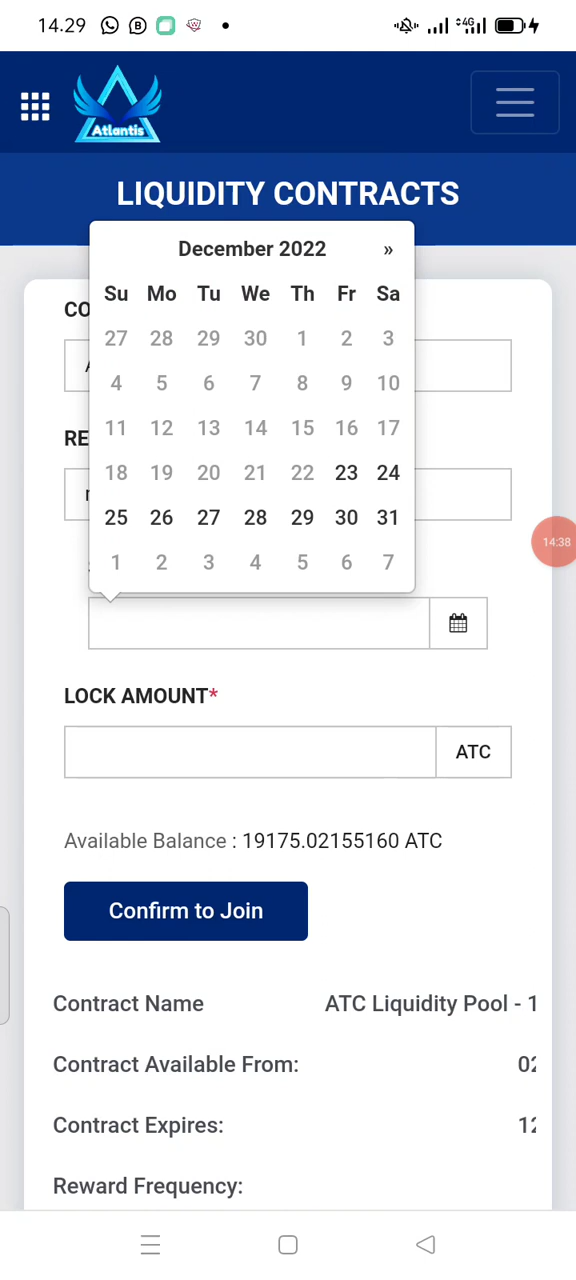 14.29
Atlantis
LIQUIDITY CONTRACTS
December 2022 »
Su Mo Tu We Th Fr Sa
27 28 29 30 1 2 3
4 5 6 7 8 9 10
11 12 13 14 15 16 17
18 19 20 21 22 23 24
25 26 27 28 29 30 31
1 2 3 4 5 6 7
CO
RE
14:38
LOCK AMOUNT*
ATC
Available Balance : 19175.02155160 ATC
Confirm to Join
Contract Name ATC Liquidity Pool - 1
Contract Available From: 02
Contract Expires: 12
Reward Frequency: